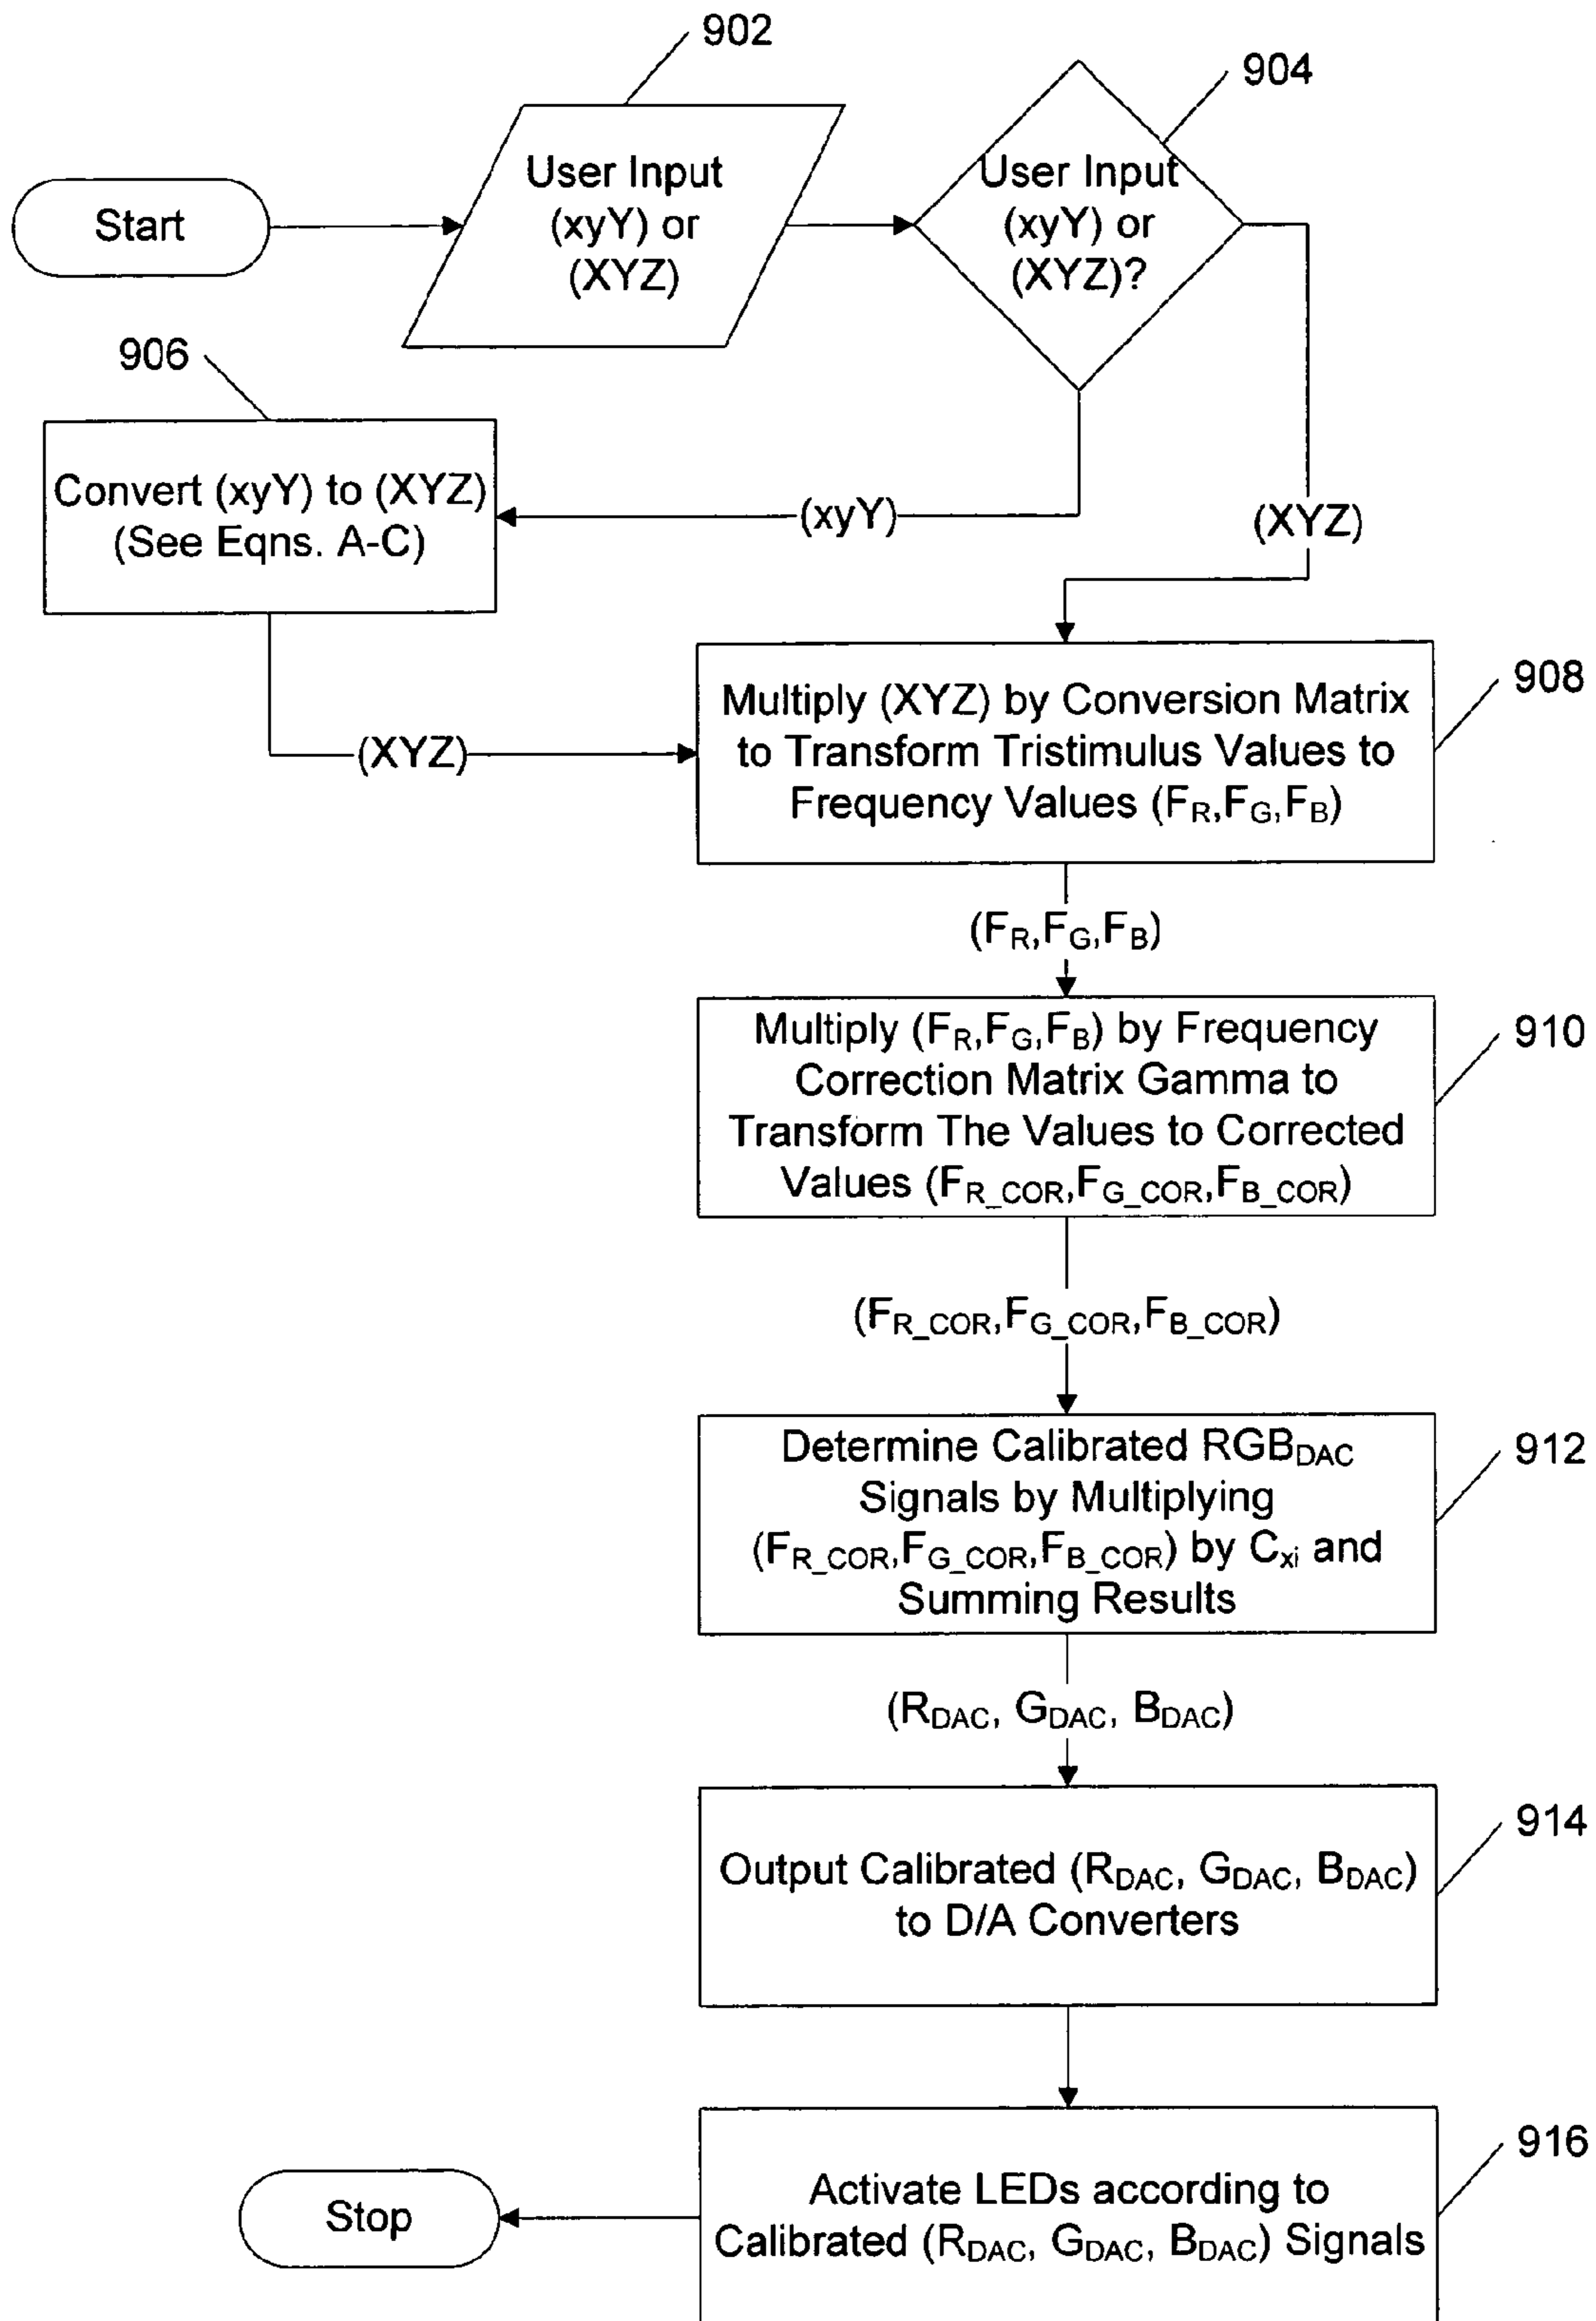 902
904
Start
User Input
(xyY) or
(XYZ)
User Input
(xyY) or
(XYZ)?
906
Convert (xyY) to (XYZ)
(See Eqns. A-C)
(xyY)
(XYZ)
(XYZ)
908
Multiply (XYZ) by Conversion Matrix
to Transform Tristimulus Values to
Frequency Values (FR,FG,FB)
(FR,FG,FB)
910
Multiply (FR,FG,FB) by Frequency
Correction Matrix Gamma to
Transform The Values to Corrected
Values (FR_COR,FG_COR,FB_COR)
(FR_COR,FG_COR,FB_COR)
912
Determine Calibrated RGBDAC
Signals by Multiplying
(FR_COR,FG_COR,FB_COR) by Cxi and
Summing Results
(RDAC, GDAC, BDAC)
914
Output Calibrated (RDAC, GDAC, BDAC)
to D/A Converters
916
Activate LEDs according to
Calibrated (RDAC, GDAC, BDAC) Signals
Stop